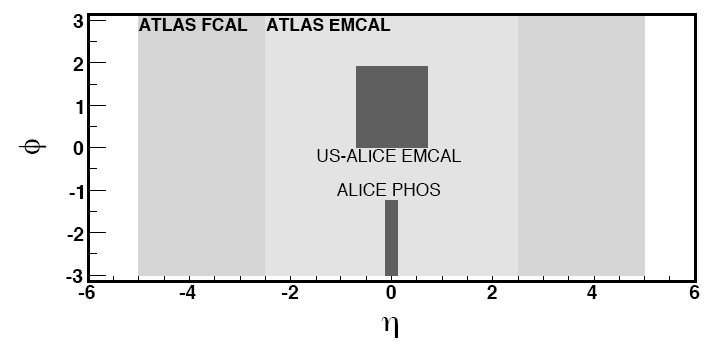 ATLAS FCAL ATLAS EMCAL
3
2
1
0
-1
-2
-3
ϕ
US-ALICE EMCAL
ALICE PHOS
-6 -4 -2 0 2 4 6
η